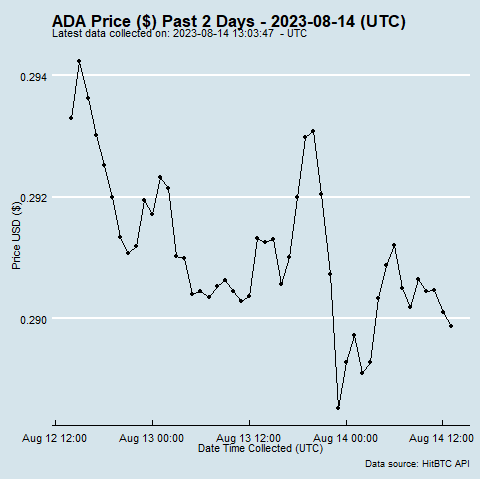 ADA Price ($) Past 2 Days - 2023-08-14 (UTC)
Latest data collected on: 2023-08-14 13:03:47  - UTC
0.294
0.292
0.290
Price USD ($)
Aug 12 12:00 Aug 13 00:00 Aug 13 12:00 Aug 14 00:00 Aug 14 12:00
Date Time Collected (UTC)
Data source: HitBTC API